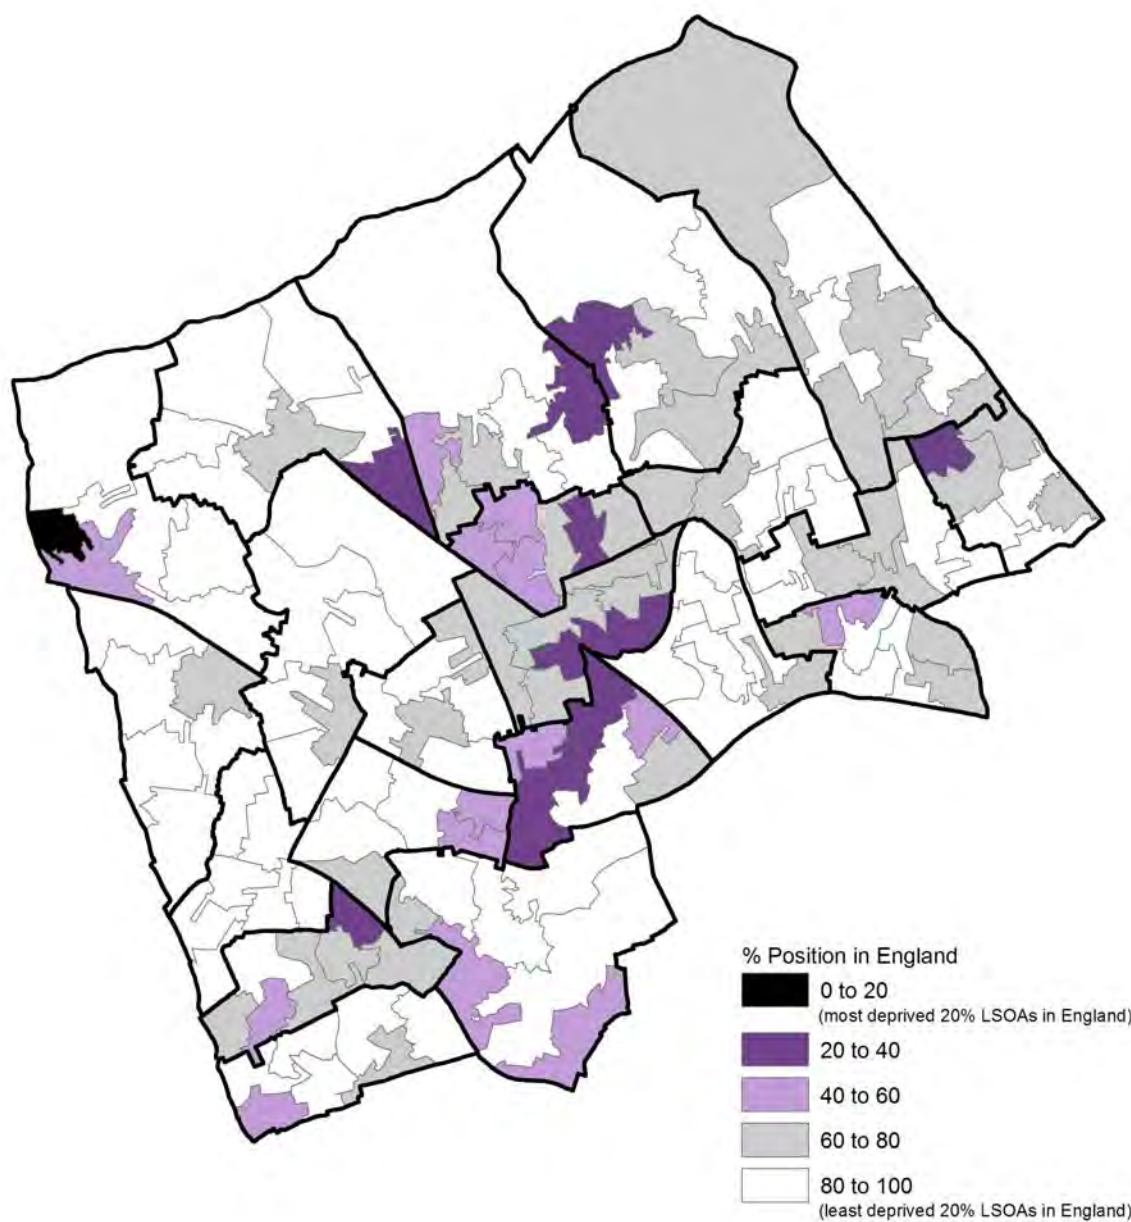 % Position in England
0 to 20
(most deprived 20% LSOAs in England)
20 to 40
40 to 60
60 to 80
80 to 100
(least deprived 20% LSOAs in England)